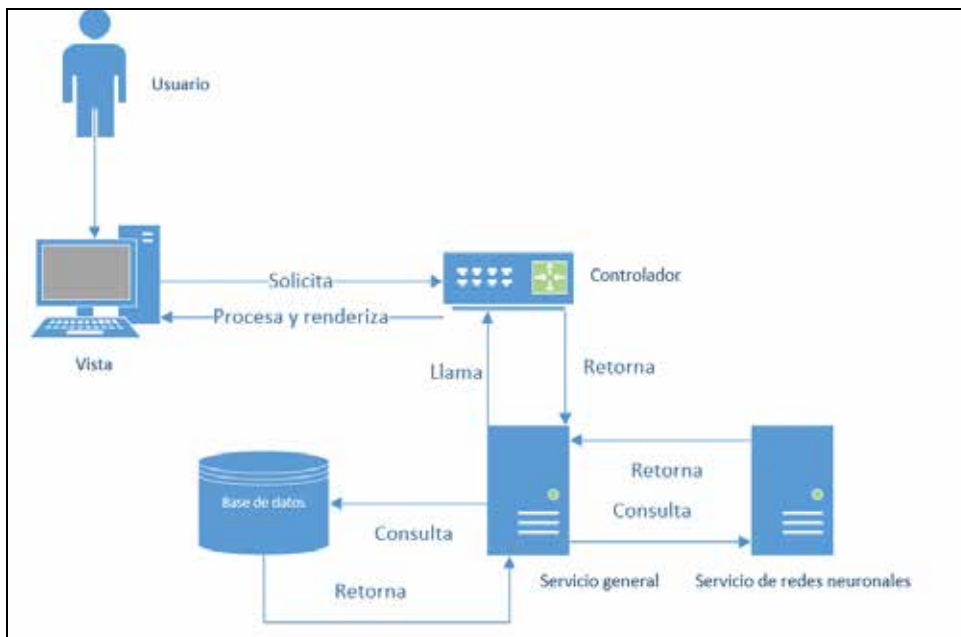 Usuario
Solicita
Controlador
Procesa y renderiza
Vista
Llama
Retorna
Retorna
Base de datos
Consulta
Consulta
Servicio general
Servicio de redes neuronales
Retorna